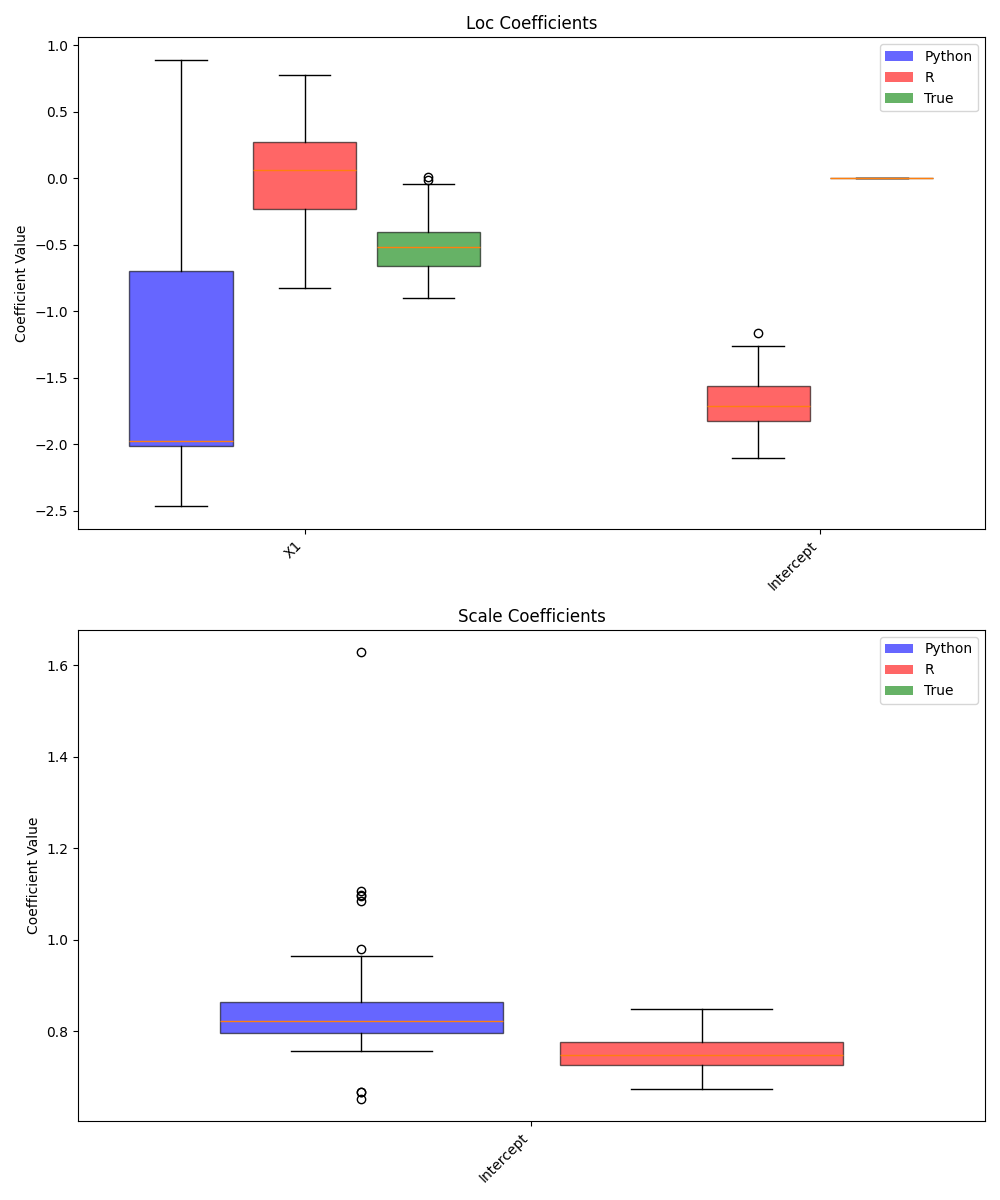 Loc Coefficients
1.0
0.5
0.0
−0.5
−1.0
−1.5
−2.0
−2.5
Coefficient Value
Python
R
True
X1
Intercept
Scale Coefficients
1.6
1.4
1.2
1.0
0.8
Coefficient Value
Python
R
True
Intercept